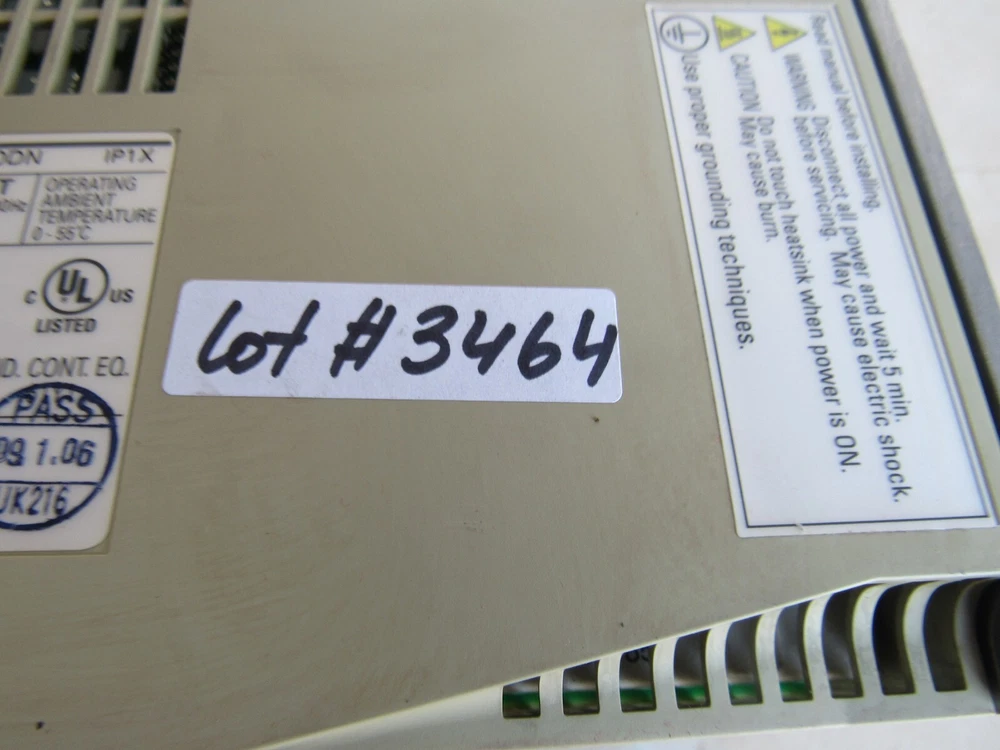 IP1X
OPERATING
AMBIENT
TEMPERATURE
0 - 55°C
C UL US
LISTED
CONT. EQ.
PASS
1.06
UK216
Lot # 3464
Read manual before installing.
WARNING Disconnect all power and wait 5 min.
before servicing. May cause electric shock.
CAUTION Do not touch heatsink when power is ON.
May cause burn.
Use proper grounding techniques.